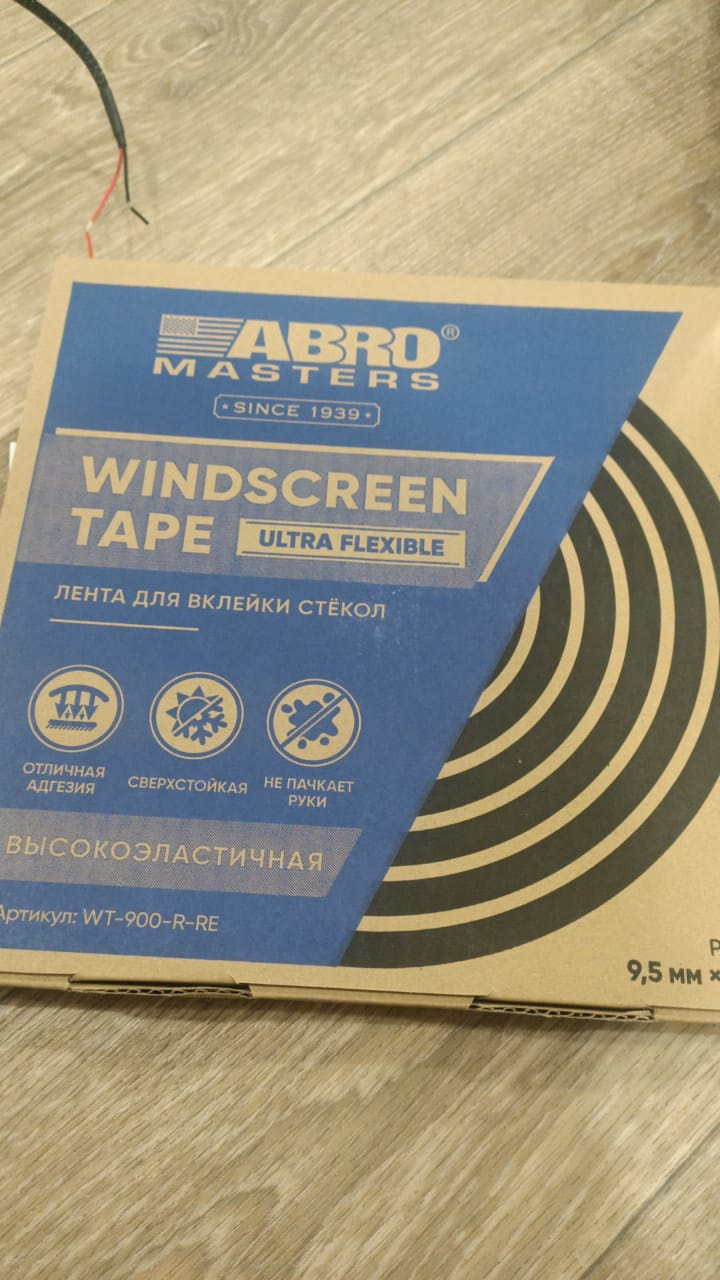 ABRO®
MASTERS
SINCE 1939
WINDSCREEN
TAPE ULTRA FLEXIBLE
ЛЕНТА ДЛЯ ВКЛЕЙКИ СТЁКОЛ
ОТЛИЧНАЯ
АДГЕЗИЯ
СВЕРХСТОЙКАЯ
НЕ ПАЧКАЕТ
РУКИ
ВЫСОКОЭЛАСТИЧНАЯ
Артикул: WT-900-R-RE
9,5 мм ×